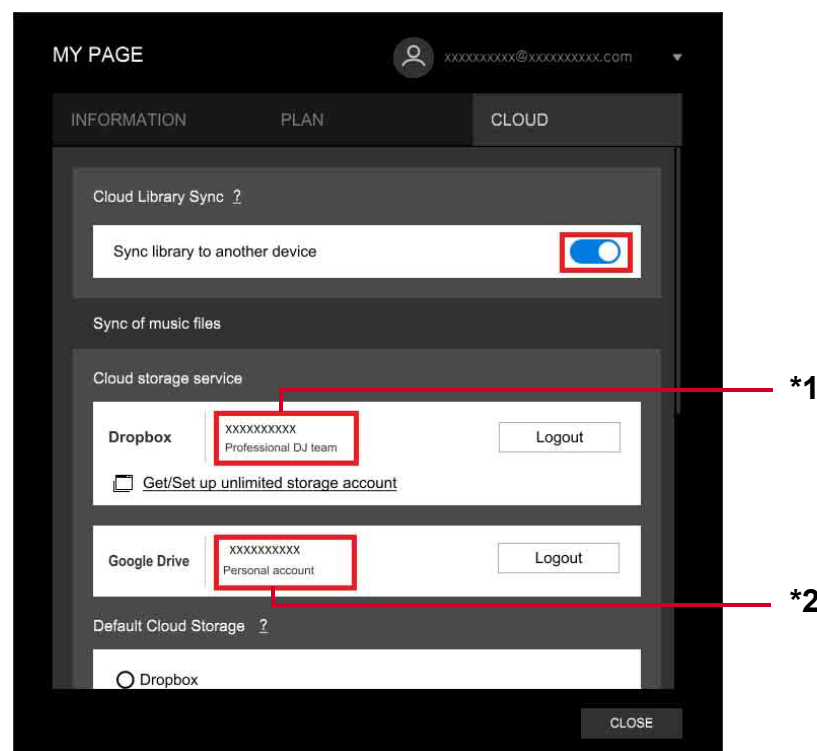 MY PAGE
xxxxxxxxxx@xxxxxxxxxx.com
INFORMATION PLAN CLOUD
Cloud Library Sync ?
Sync library to another device
Sync of music files
Cloud storage service
*1
Dropbox
xxxxxxxxxx
Professional DJ team
Logout
Get/Set up unlimited storage account
Google Drive
xxxxxxxxxx
Personal account
Logout
*2
Default Cloud Storage ?
Dropbox
CLOSE